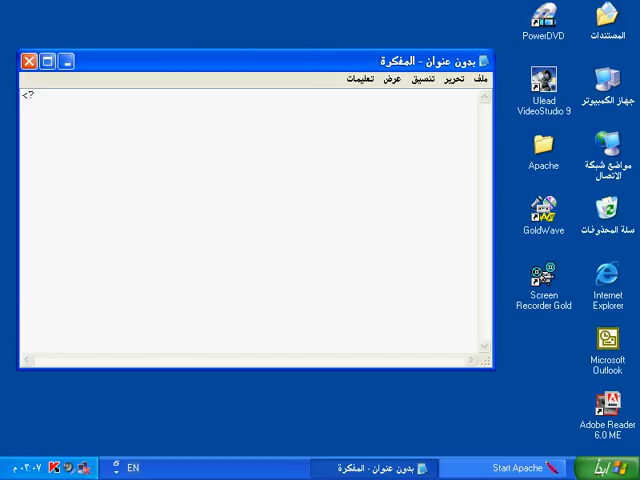 بدون عنوان - المفكرة
ملف تحرير تنسيق عرض تعليمات
<?
PowerDVD
المستندات
Ulead
VideoStudio 9
جهاز الكمبيوتر
Apache
مواضع شبكة
الاتصال
GoldWave
سلة المحذوفات
Screen
Recorder Gold
Internet
Explorer
Microsoft
Outlook
Adobe Reader
6.0 ME
ابدأ
Start Apache
بدون عنوان - المفكرة
EN
٠٣:٠٧ م